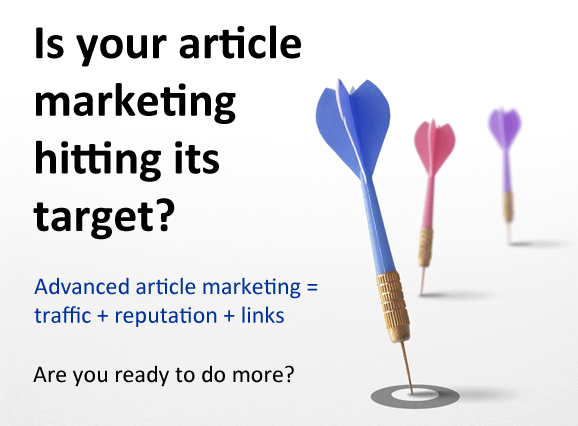 Is your article
marketing
hitting its
target?
Advanced article marketing =
traffic + reputation + links
Are you ready to do more?